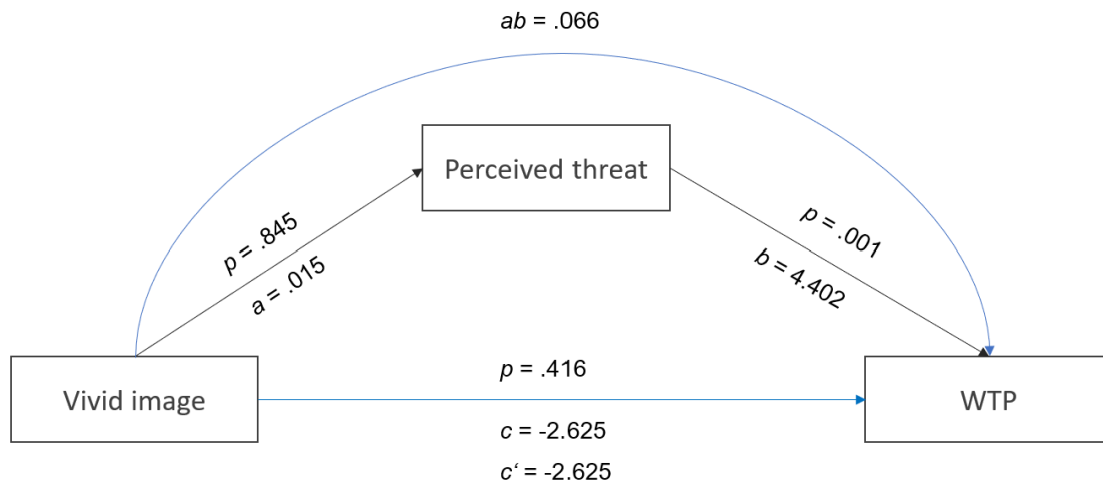 ab = .066
Perceived threat
p = .845
a = .015
p = .001
b = 4.402
Vivid image
p = .416
c = -2.625
c‘ = -2.625
WTP